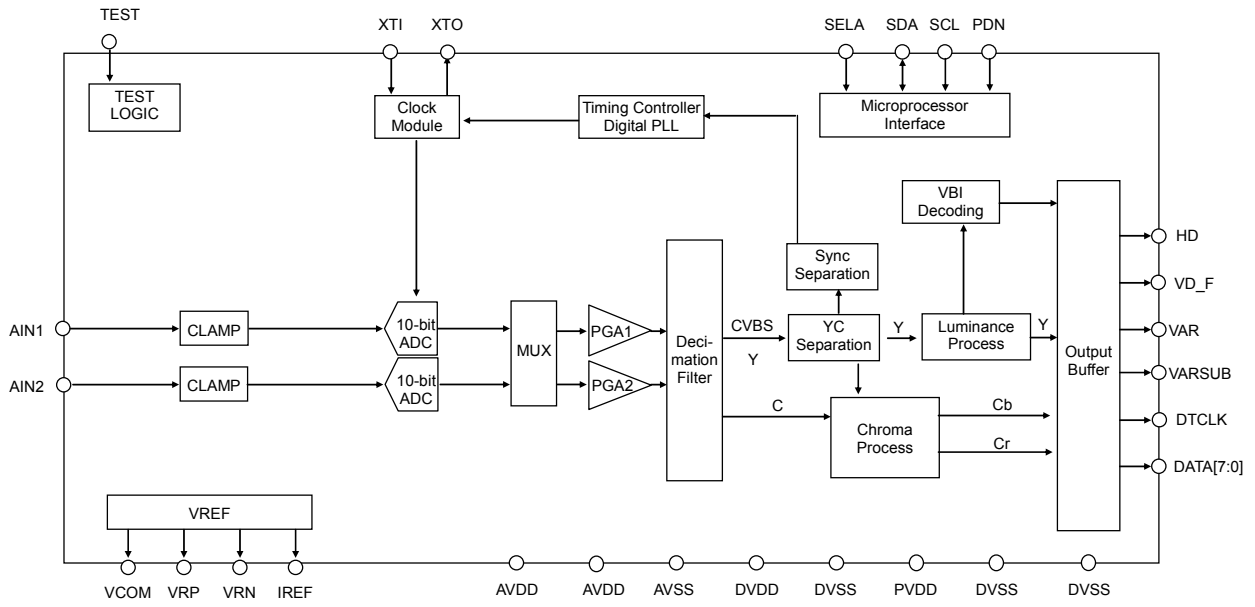 TEST
XTI
XTO
SELA
SDA
SCL
PDN
TEST
LOGIC
Clock
Module
Timing Controller
Digital PLL
Microprocessor
Interface
VBI
Decoding
HD
Sync
Separation
VD_F
AIN1
CLAMP
10-bit
ADC
MUX
PGA1
Deci-
mation
Filter
CVBS
Y
YC
Separation
Y
Luminance
Process
Y
Output
Buffer
VAR
AIN2
CLAMP
10-bit
ADC
PGA2
VARSUB
C
Chroma
Process
Cb
Cr
DTCLK
DATA[7:0]
VREF
VCOM
VRP
VRN
IREF
AVDD
AVDD
AVSS
DVDD
DVSS
PVDD
DVSS
DVSS